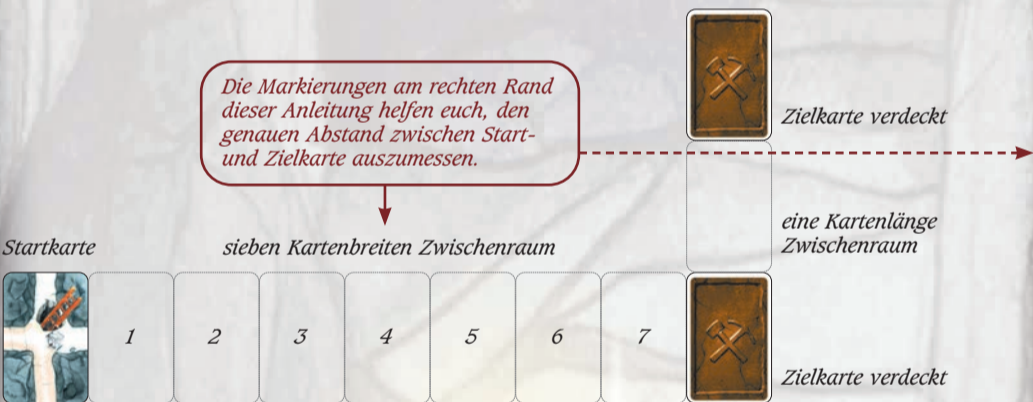 Die Markierungen am rechten Rand
dieser Anleitung helfen euch, den
genauen Abstand zwischen Start-
und Zielkarte auszumessen.
Zielkarte verdeckt
eine Kartenlänge
Zwischenraum
Startkarte
sieben Kartenbreiten Zwischenraum
1 2 3 4 5 6 7
Zielkarte verdeckt